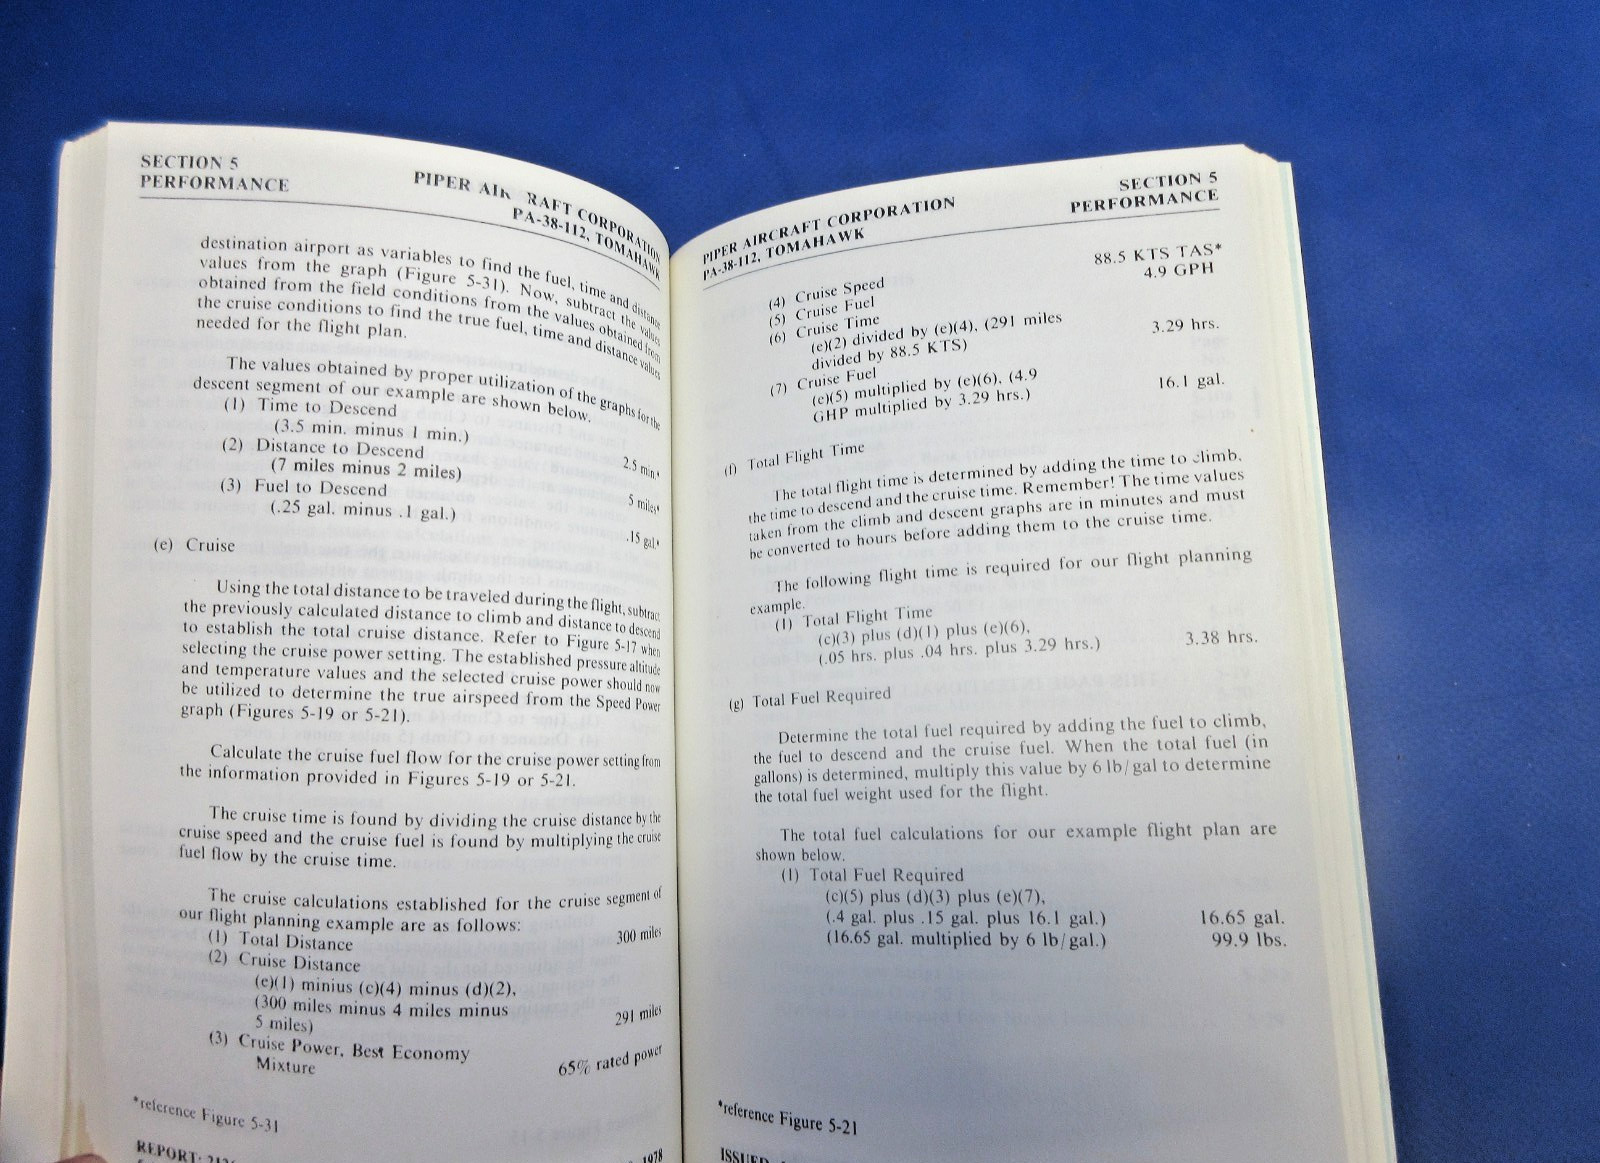 SECTION 5
PERFORMANCE
PIPER AIRCRAFT CORPORATION
PA-38-112, TOMAHAWK
destination airport as variables to find the fuel, time and distance
values from the graph (Figure 5-31). Now, subtract the values
obtained from the field conditions from the values obtained from
the cruise conditions to find the true fuel, time and distance values
needed for the flight plan.
The values obtained by proper utilization of the graphs for the
descent segment of our example are shown below.
(1) Time to Descend
(3.5 min. minus 1 min.) 2.5 min.*
(2) Distance to Descend
(7 miles minus 2 miles) 5 miles*
(3) Fuel to Descend
(.25 gal. minus .1 gal.) .15 gal.*
(e) Cruise
Using the total distance to be traveled during the flight, subtract
the previously calculated distance to climb and distance to descend
to establish the total cruise distance. Refer to Figure 5-17 when
selecting the cruise power setting. The established pressure altitude
and temperature values and the selected cruise power should now
be utilized to determine the true airspeed from the Speed Power
graph (Figures 5-19 or 5-21).
Calculate the cruise fuel flow for the cruise power setting from
the information provided in Figures 5-19 or 5-21.
The cruise time is found by dividing the cruise distance by the
cruise speed and the cruise fuel is found by multiplying the cruise
fuel flow by the cruise time.
The cruise calculations established for the cruise segment of
our flight planning example are as follows:
(1) Total Distance 300 miles
(2) Cruise Distance
(e)(1) minius (c)(4) minus (d)(2),
(300 miles minus 4 miles minus
5 miles) 291 miles
(3) Cruise Power, Best Economy
Mixture 65% rated power
*reference Figure 5-31
REPORT:
1978
PIPER AIRCRAFT CORPORATION
PA-38-112, TOMAHAWK
SECTION 5
PERFORMANCE
(4) Cruise Speed 88.5 KTS TAS*
(5) Cruise Fuel 4.9 GPH
(6) Cruise Time
(e)(2) divided by (e)(4), (291 miles
divided by 88.5 KTS) 3.29 hrs.
(7) Cruise Fuel
(e)(5) multiplied by (e)(6), (4.9
GHP multiplied by 3.29 hrs.) 16.1 gal.
(f) Total Flight Time
The total flight time is determined by adding the time to climb,
the time to descend and the cruise time. Remember! The time values
taken from the climb and descent graphs are in minutes and must
be converted to hours before adding them to the cruise time.
The following flight time is required for our flight planning
example.
(1) Total Flight Time
(c)(3) plus (d)(1) plus (e)(6),
(.05 hrs. plus .04 hrs. plus 3.29 hrs.) 3.38 hrs.
(g) Total Fuel Required
Determine the total fuel required by adding the fuel to climb,
the fuel to descend and the cruise fuel. When the total fuel (in
gallons) is determined, multiply this value by 6 lb/gal to determine
the total fuel weight used for the flight.
The total fuel calculations for our example flight plan are
shown below.
(1) Total Fuel Required
(c)(5) plus (d)(3) plus (e)(7),
(.4 gal. plus .15 gal. plus 16.1 gal.) 16.65 gal.
(16.65 gal. multiplied by 6 lb/gal.) 99.9 lbs.
*reference Figure 5-21
ISSUED